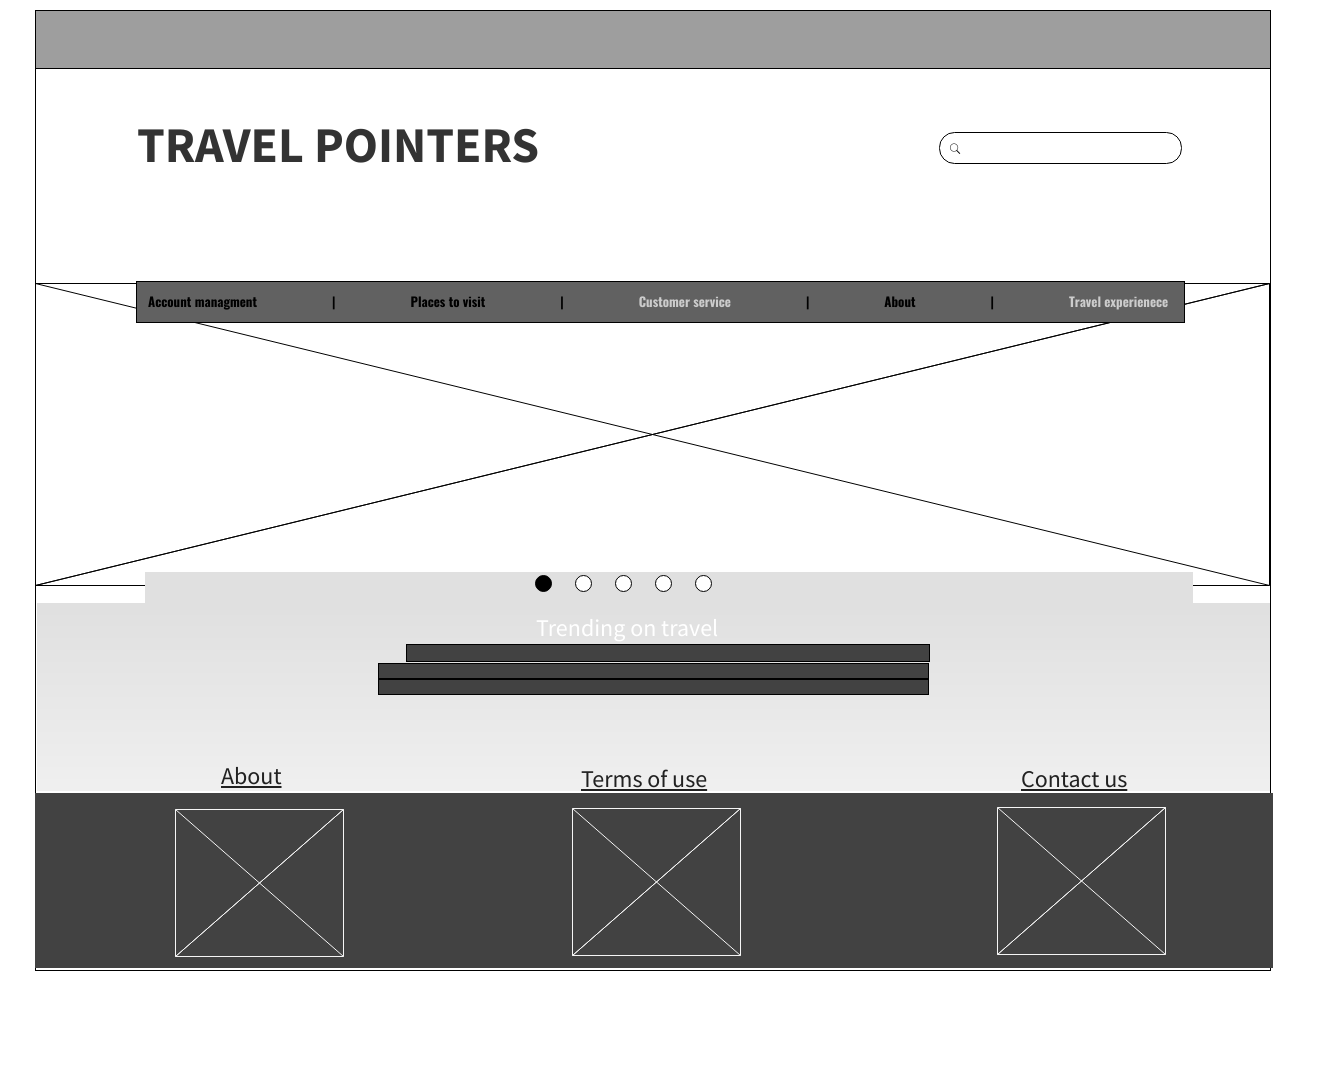 TRAVEL POINTERS
Account managment | Places to visit | Customer service | About | Travel experienece
Trending on travel
About Terms of use Contact us